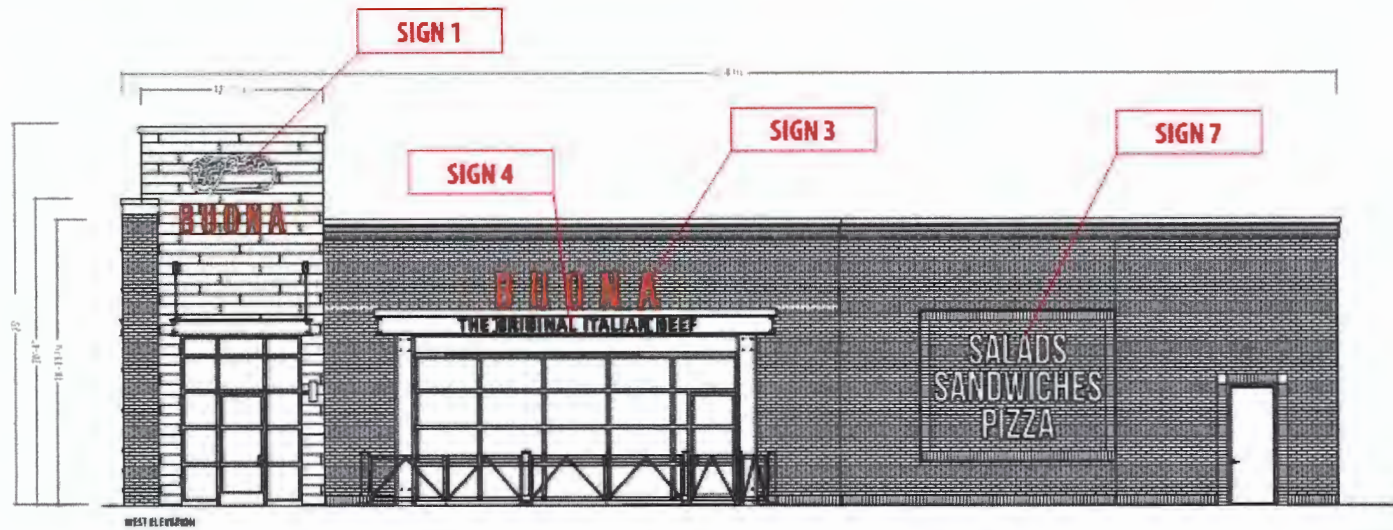 SIGN 1
SIGN 3
SIGN 7
SIGN 4
BUONA
BUONA
THE ORIGINAL ITALIAN BEEF
SALADS
SANDWICHES
PIZZA
WEST ELEVATION